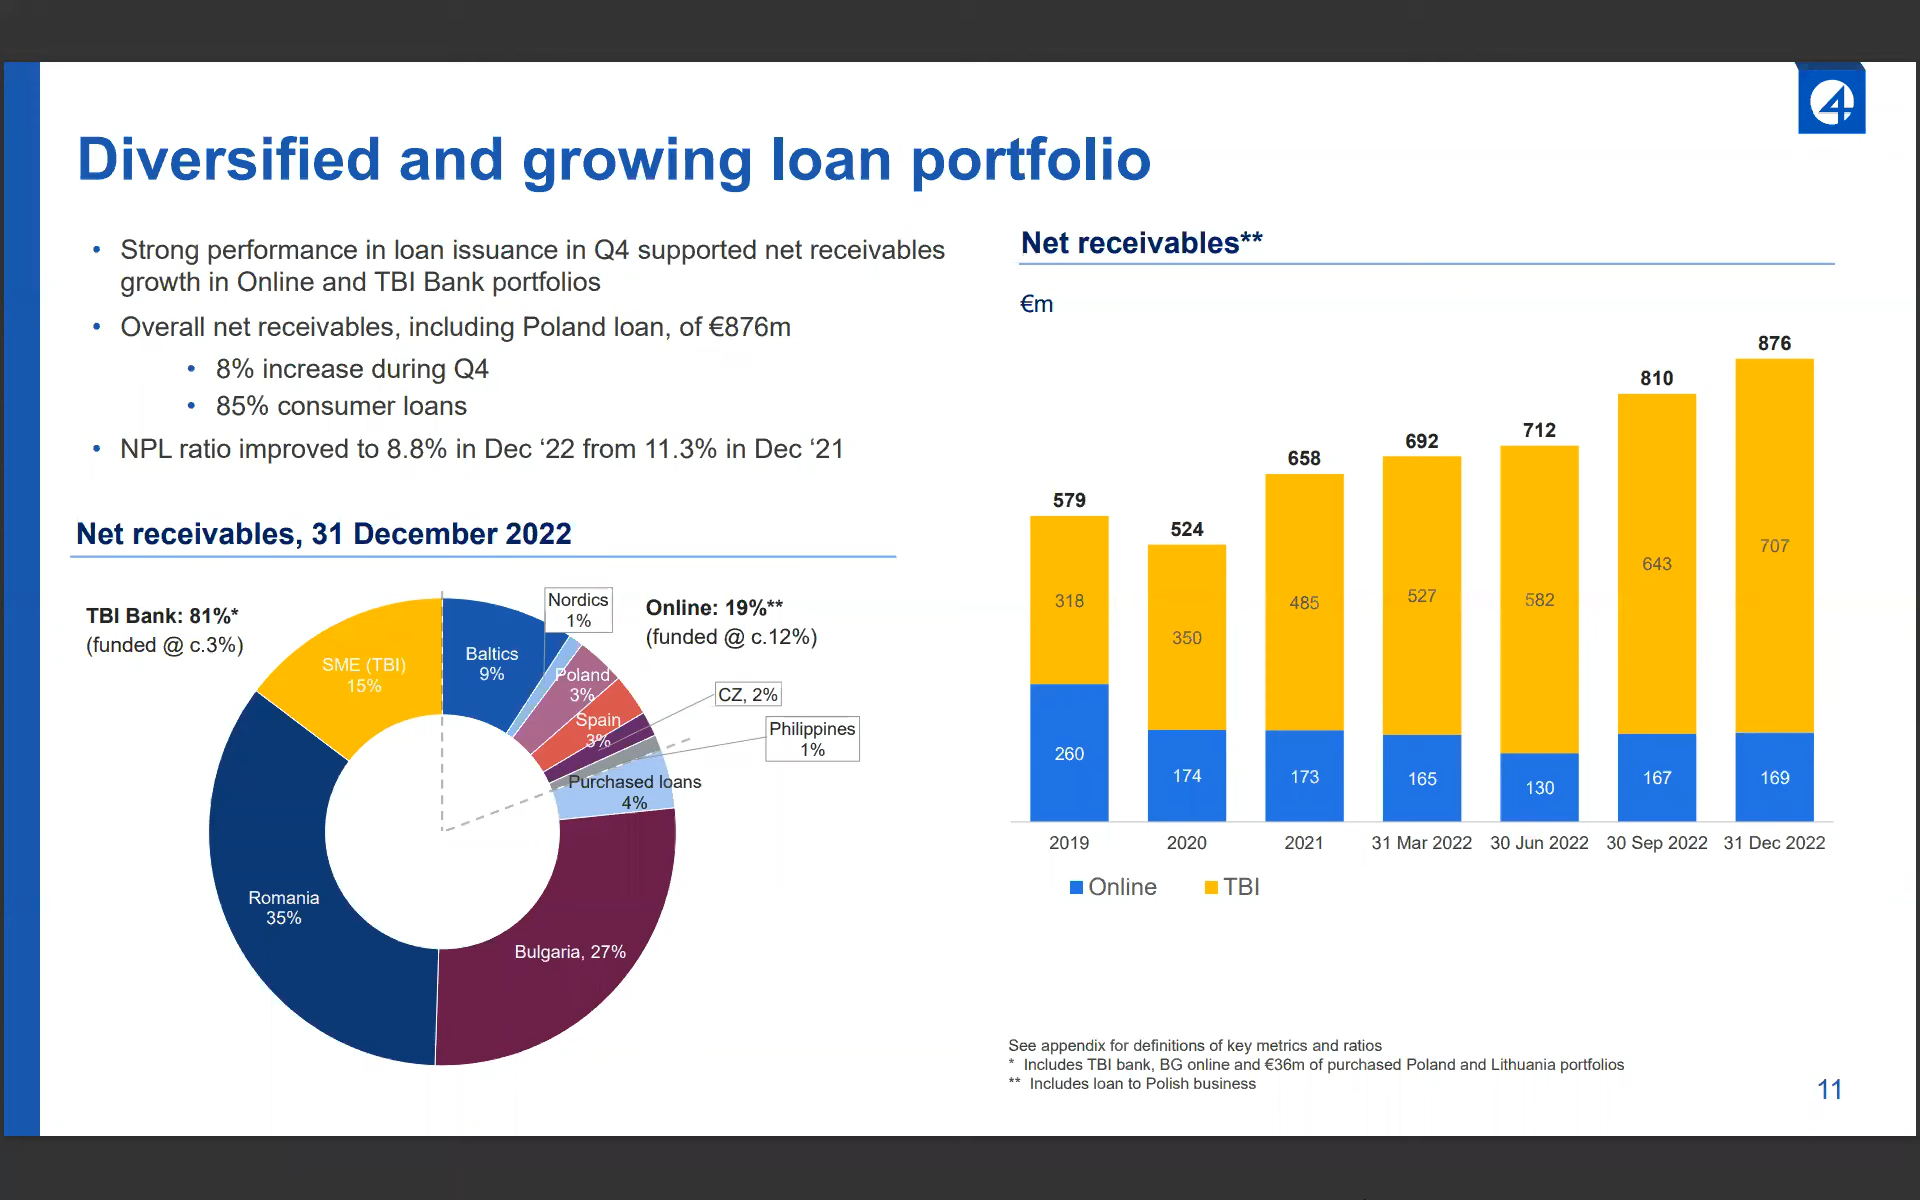 Diversified and growing loan portfolio
• Strong performance in loan issuance in Q4 supported net receivables
growth in Online and TBI Bank portfolios
• Overall net receivables, including Poland loan, of €876m
• 8% increase during Q4
• 85% consumer loans
• NPL ratio improved to 8.8% in Dec ‘22 from 11.3% in Dec ‘21
Net receivables, 31 December 2022
TBI Bank: 81%*
(funded @ c.3%)
Online: 19%**
(funded @ c.12%)
SME (TBI)
15%
Baltics
9%
Nordics
1%
Poland
3%
Spain
3%
CZ, 2%
Philippines
1%
Purchased loans
4%
Romania
35%
Bulgaria, 27%
Net receivables**
€m
579
524
658
692
712
810
876
318
350
485
527
582
643
707
260
174
173
165
130
167
169
2019
2020
2021
31 Mar 2022
30 Jun 2022
30 Sep 2022
31 Dec 2022
Online
TBI
See appendix for definitions of key metrics and ratios
* Includes TBI bank, BG online and €36m of purchased Poland and Lithuania portfolios
** Includes loan to Polish business
11
4